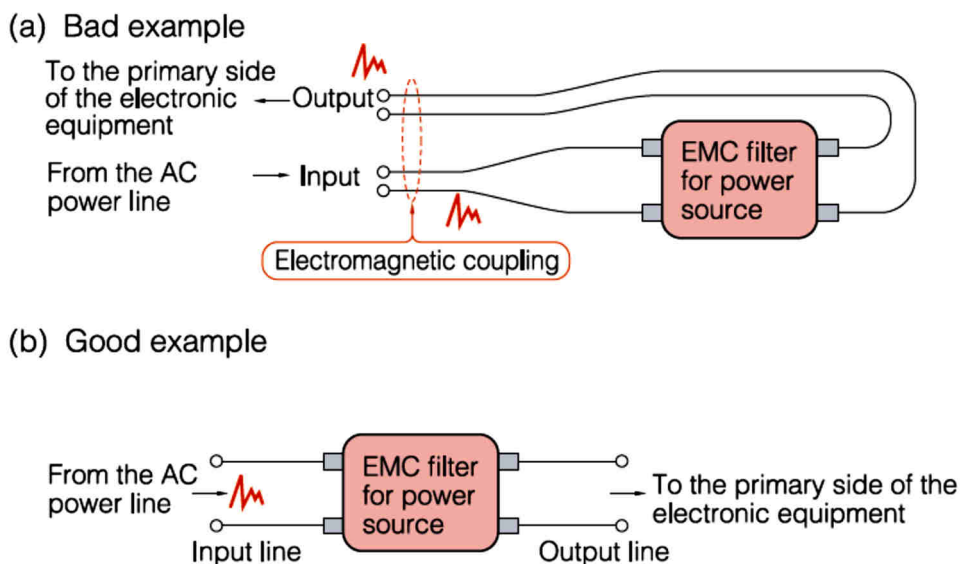 (a) Bad example
To the primary side
of the electronic
equipment
Output
From the AC
power line
Input
EMC filter
for power
source
Electromagnetic coupling
(b) Good example
From the AC
power line
Input line
EMC filter
for power
source
Output line
To the primary side of the
electronic equipment